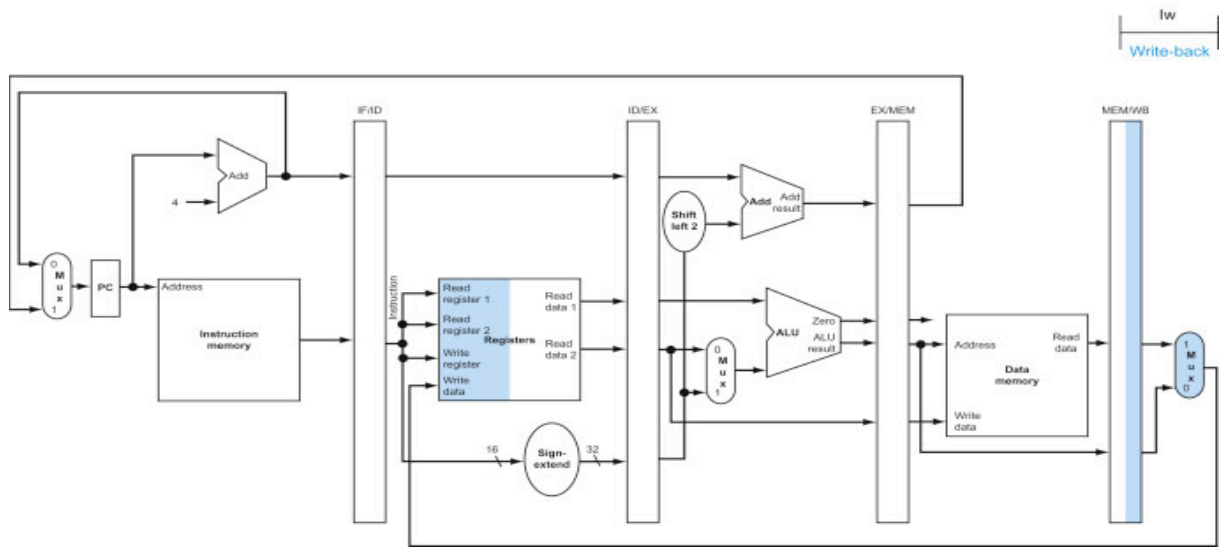 lw
Write-back
IF/ID
ID/EX
EX/MEM
MEM/WB
Add
4
Shift
left 2
Add
Add
result
0
M
u
x
1
PC
Address
Instruction
memory
Instruction
Read
register 1
Read
register 2
Write
register
Write
data
Registers
Read
data 1
Read
data 2
16
Sign-
extend
32
0
M
u
x
1
Zero
ALU
ALU
result
Address
Write
data
Data
memory
Read
data
1
M
u
x
0